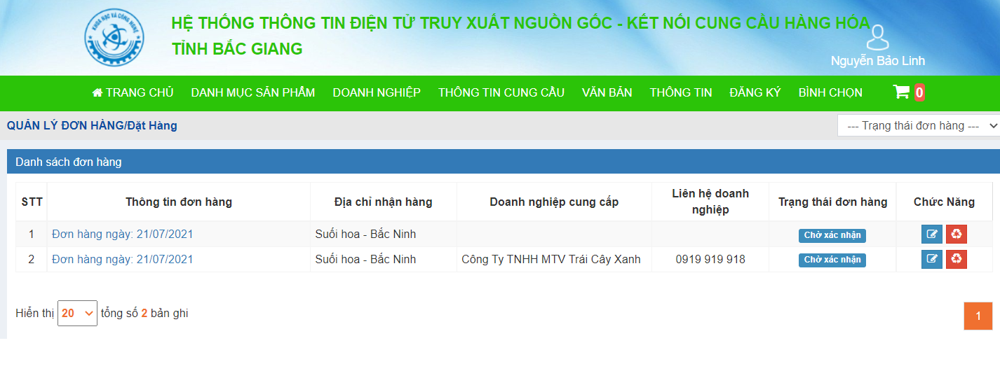 KHOA HỌC VÀ CÔNG NGHỆ
HỆ THỐNG THÔNG TIN ĐIỆN TỬ TRUY XUẤT NGUỒN GỐC - KẾT NỐI CUNG CẦU HÀNG HÓA
TỈNH BẮC GIANG
Nguyễn Bảo Linh
TRANG CHỦ DANH MỤC SẢN PHẨM DOANH NGHIỆP THÔNG TIN CUNG CẦU VĂN BẢN THÔNG TIN ĐĂNG KÝ BÌNH CHỌN 0
QUẢN LÝ ĐƠN HÀNG/Đặt Hàng --- Trạng thái đơn hàng ---
Danh sách đơn hàng
STT Thông tin đơn hàng Địa chỉ nhận hàng Doanh nghiệp cung cấp Liên hệ doanh nghiệp Trạng thái đơn hàng Chức Năng
1 Đơn hàng ngày: 21/07/2021 Suối hoa - Bắc Ninh Chờ xác nhận
2 Đơn hàng ngày: 21/07/2021 Suối hoa - Bắc Ninh Công Ty TNHH MTV Trái Cây Xanh 0919 919 918 Chờ xác nhận
Hiển thị 20 tổng số 2 bản ghi 1